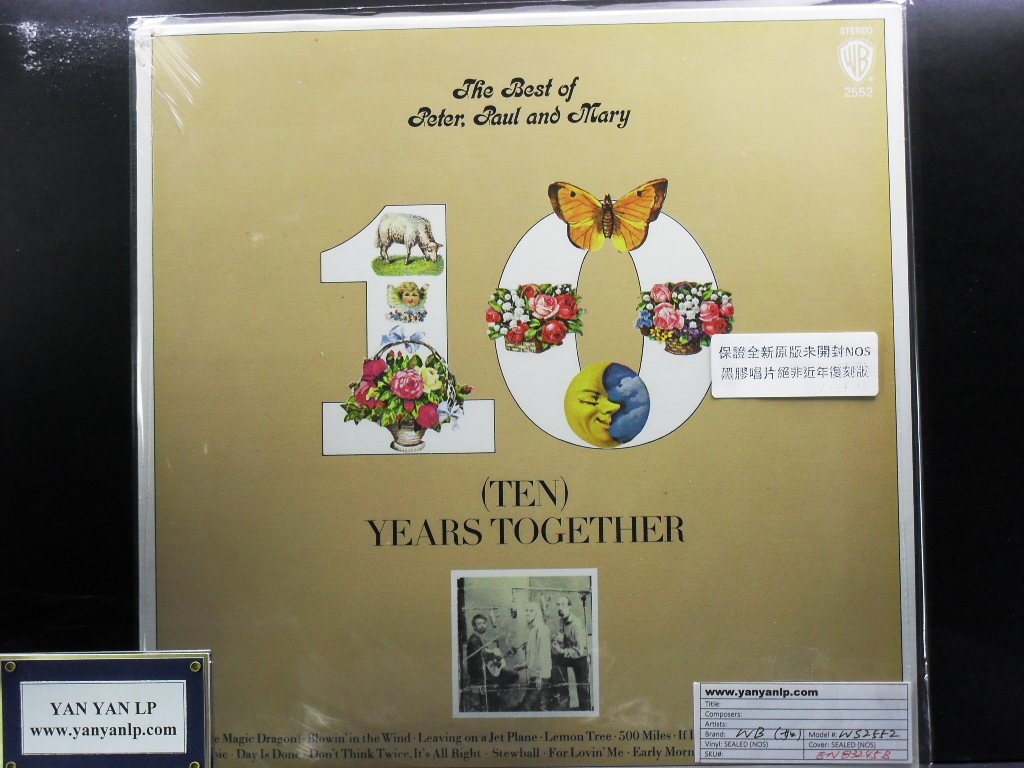 STEREO
WB
2552
The Best of
Peter, Paul and Mary
10
保證全新原版未開封NOS
黑膠唱片絕非近年復刻版
(TEN)
YEARS TOGETHER
e Magic Dragon) · Blowin' in the Wind · Leaving on a Jet Plane · Lemon Tree · 500 Miles · If I
· Day Is Done · Don't Think Twice, It's All Right · Stewball · For Lovin' Me · Early Morn
YAN YAN LP
www.yanyanlp.com
www.yanyanlp.com
Title:
Composers:
Artists:
Brand: WB Model #: WS2552
Vinyl: SEALED (NOS) Cover: SEALED (NOS)
SKU#: